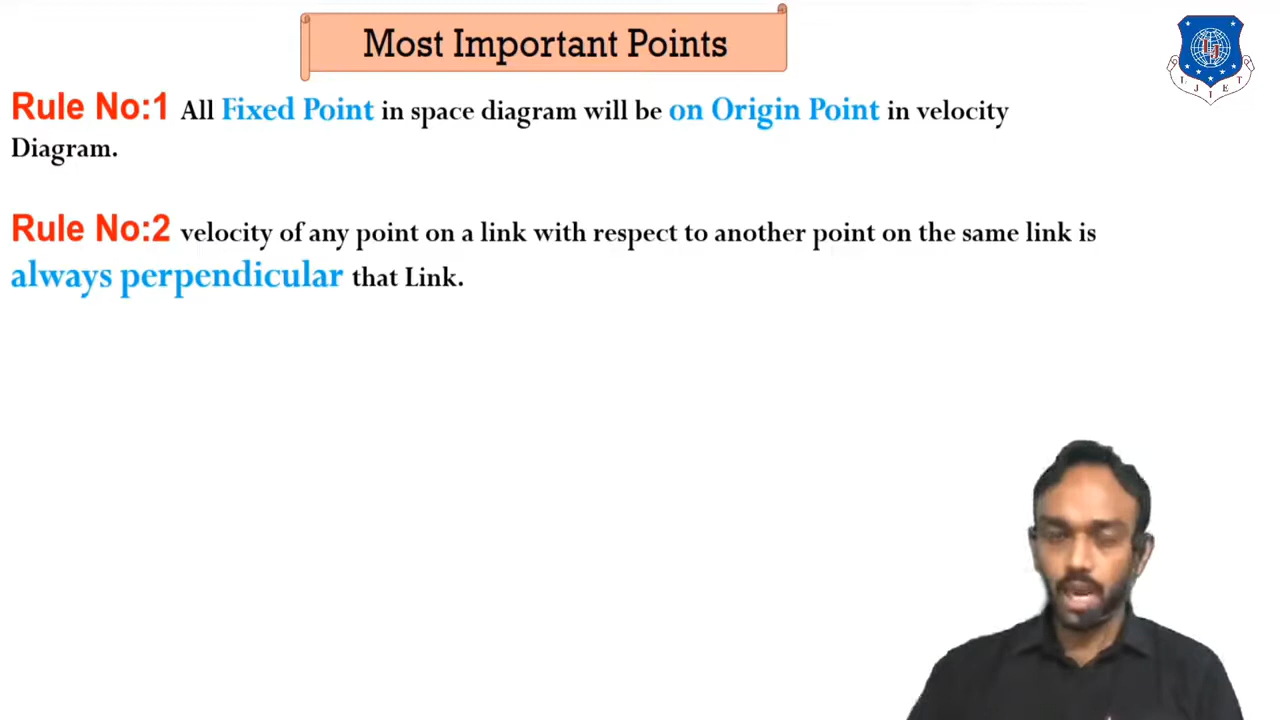 Most Important Points
L J I E T
Rule No:1 All Fixed Point in space diagram will be on Origin Point in velocity
Diagram.
Rule No:2 velocity of any point on a link with respect to another point on the same link is
always perpendicular that Link.